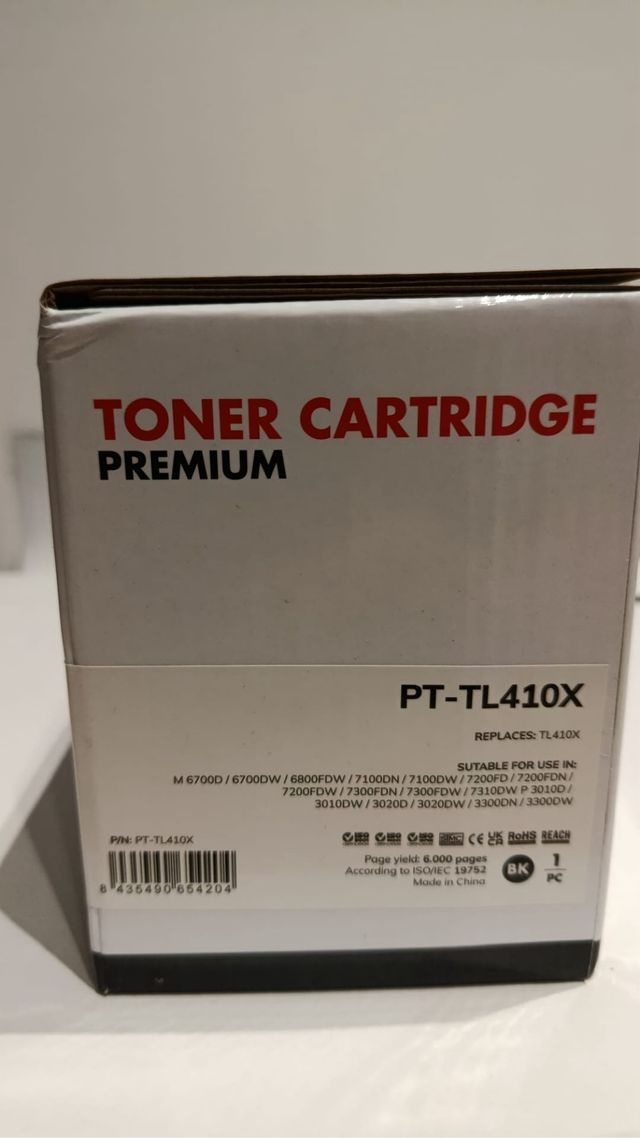 TONER CARTRIDGE
PREMIUM
PT-TL410X
REPLACES: TL410X
SUTABLE FOR USE IN:
M 6700D / 6700DW / 6800FDW / 7100DN / 7100DW / 7200FD / 7200FDN /
7200FDW / 7300FDN / 7300FDW / 7310DW P 3010D /
3010DW / 3020D / 3020DW / 3300DN / 3300DW
P/N: PT-TL410X
CE UK CA RoHS REACH
8 435490 654204
Page yield: 6.000 pages
According to ISO/IEC 19752
Made in China
BK
1
PC